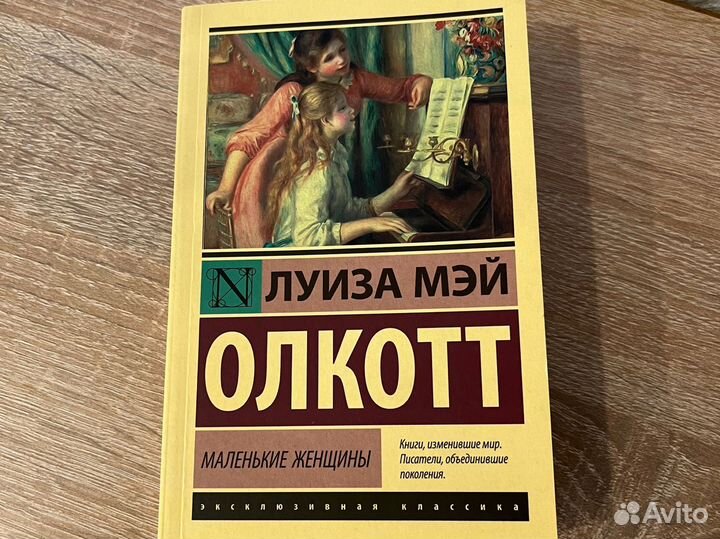 N ЛУИЗА МЭЙ
ОЛКОТТ
МАЛЕНЬКИЕ ЖЕНЩИНЫ
Книги, изменившие мир.
Писатели, объединившие
поколения.
эксклюзивная классика
Avito